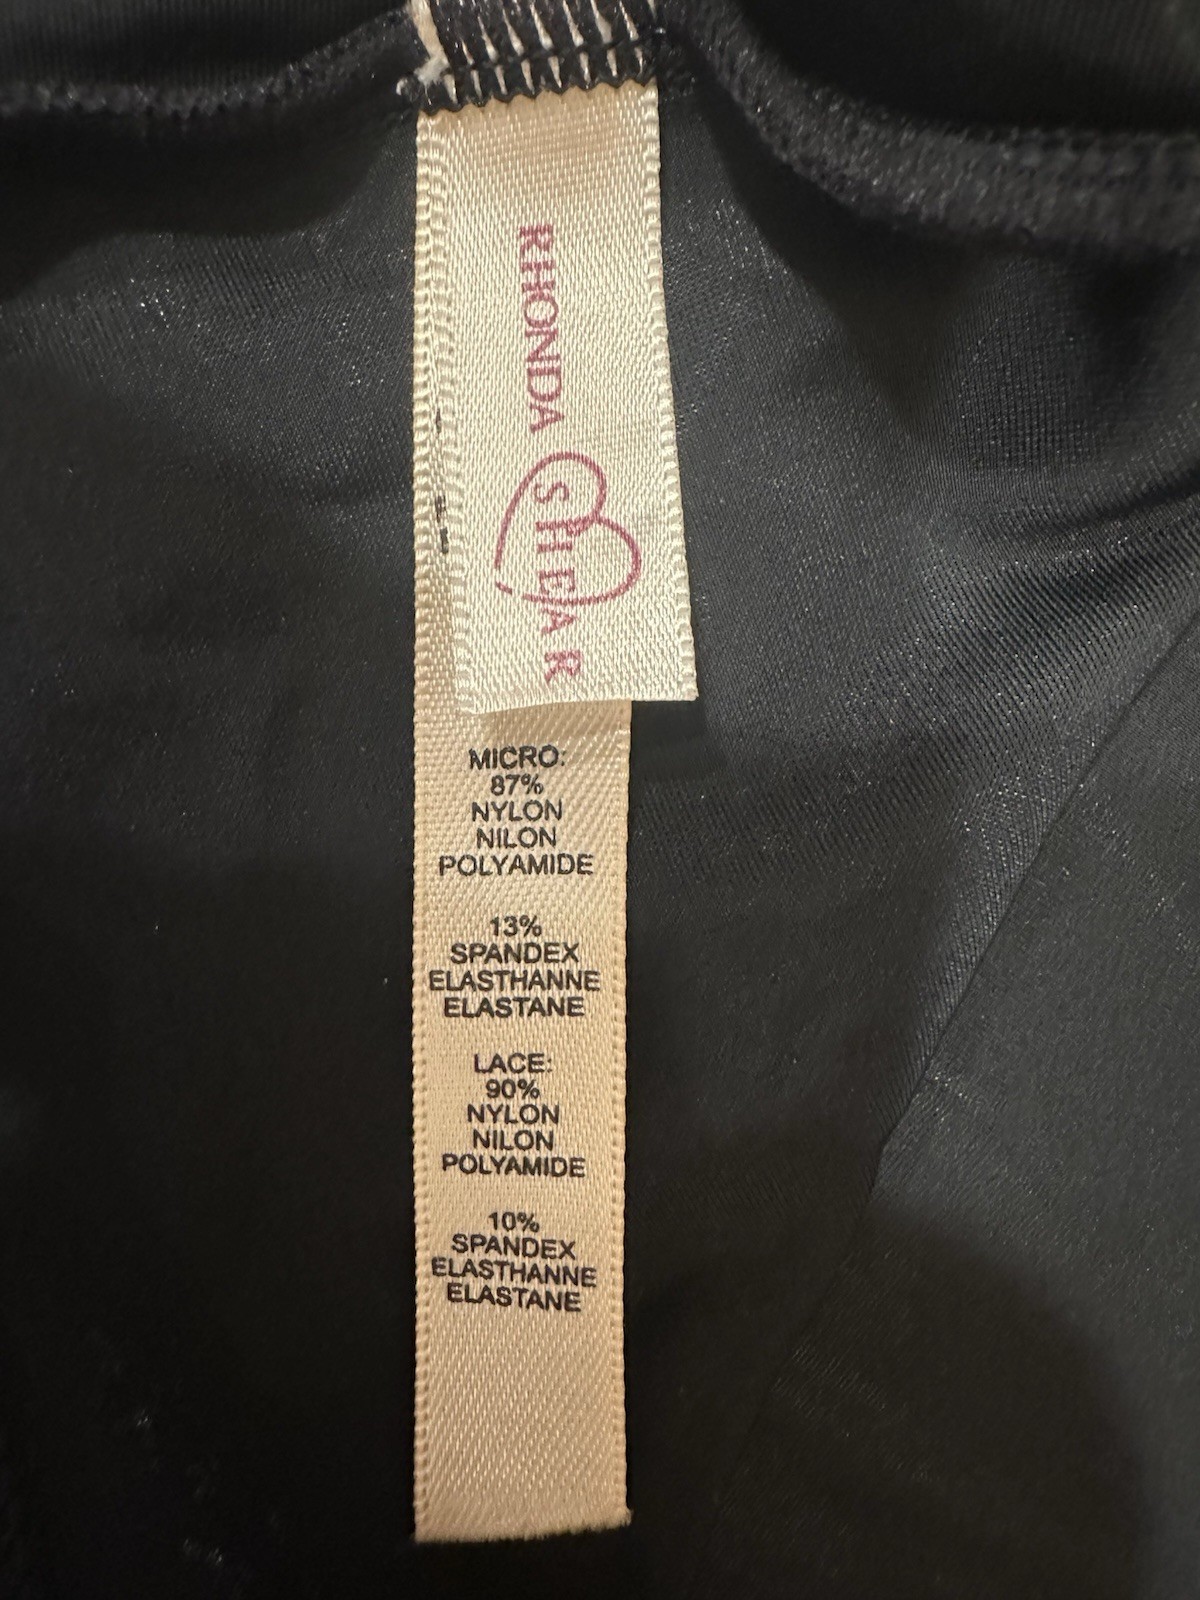 RHONDA SHEAR
MICRO:
87%
NYLON
NILON
POLYAMIDE
13%
SPANDEX
ELASTHANNE
ELASTANE
LACE:
90%
NYLON
NILON
POLYAMIDE
10%
SPANDEX
ELASTHANNE
ELASTANE